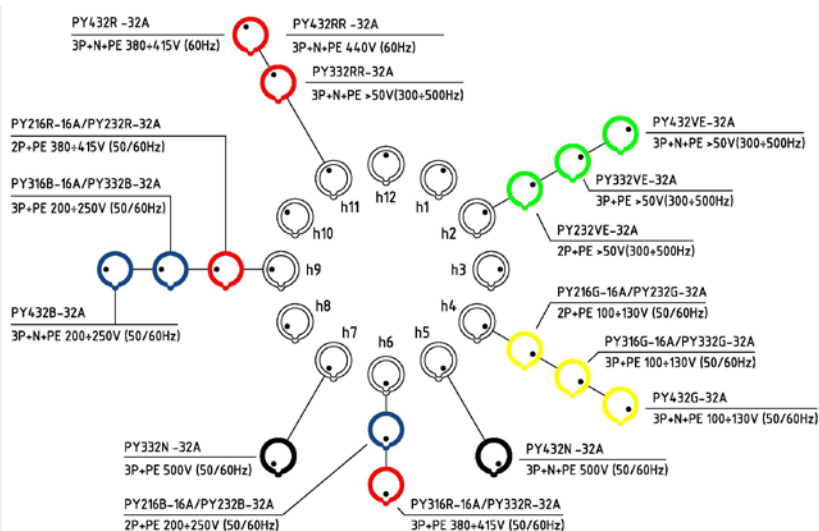 PY432R -32A
3P+N+PE 380÷415V (60Hz)
PY432RR -32A
3P+N+PE 440V (60Hz)
PY332RR-32A
3P+N+PE >50V(300÷500Hz)
PY216R-16A/PY232R-32A
2P+PE 380÷415V (50/60Hz)
PY316B-16A/PY332B-32A
3P+PE 200÷250V (50/60Hz)
PY432B-32A
3P+N+PE 200÷250V (50/60Hz)
PY432VE-32A
3P+N+PE >50V(300÷500Hz)
PY332VE-32A
3P+PE >50V(300÷500Hz)
PY232VE-32A
2P+PE >50V(300÷500Hz)
h11
h12
h1
h10
h2
h9
h3
h8
h4
h7
h6
h5
PY216G-16A/PY232G-32A
2P+PE 100÷130V (50/60Hz)
PY316G-16A/PY332G-32A
3P+PE 100÷130V (50/60Hz)
PY432G-32A
3P+N+PE 100÷130V (50/60Hz)
PY332N -32A
3P+PE 500V (50/60Hz)
PY432N -32A
3P+N+PE 500V (50/60Hz)
PY216B-16A/PY232B-32A
2P+PE 200÷250V (50/60Hz)
PY316R-16A/PY332R-32A
3P+PE 380÷415V (50/60Hz)